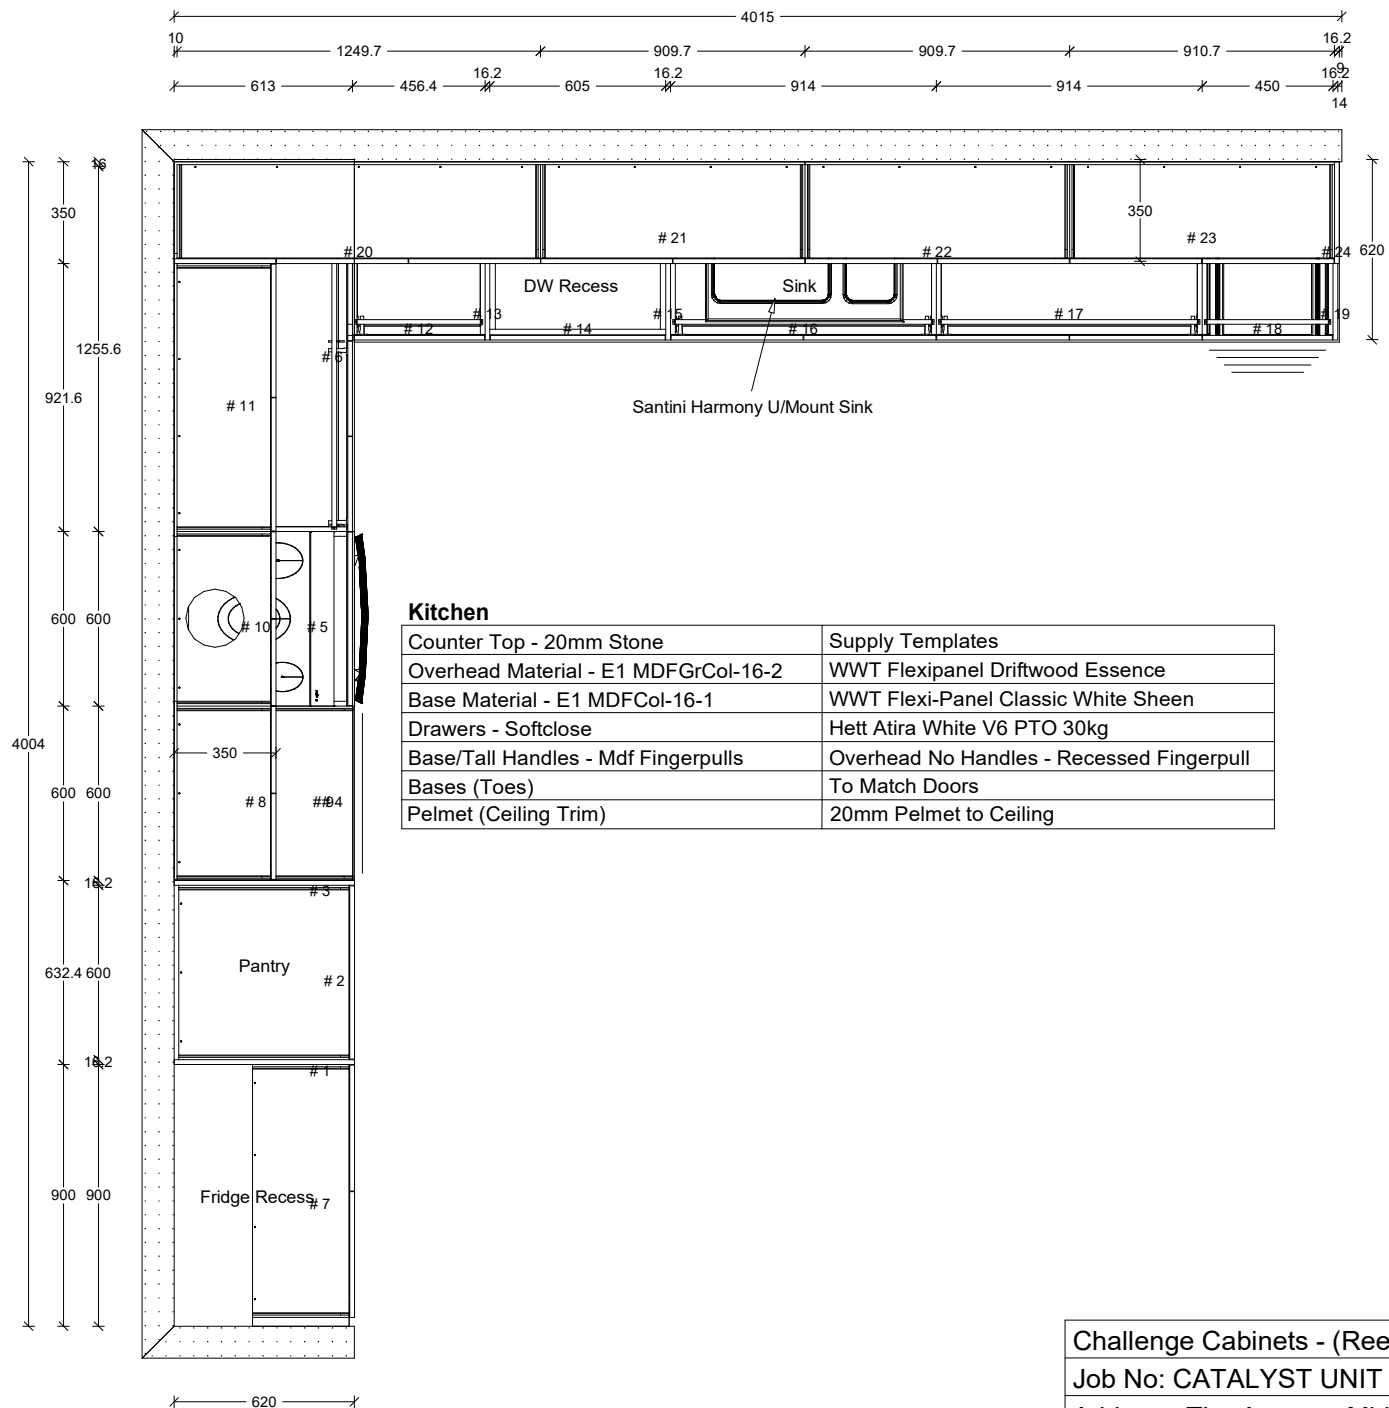 4015
10
1249.7
909.7
909.7
910.7
16.2
9
613
456.4
16.2
605
16.2
914
914
450
16.2
14
16
350
350
620
# 20
# 21
# 22
# 23
# 24
DW Recess
Sink
# 12
# 13
# 14
# 15
# 16
# 17
# 18
# 19
1255.6
# 6
921.6
# 11
Santini Harmony U/Mount Sink
600
600
# 10
# 5
Kitchen
Counter Top - 20mm Stone
Supply Templates
Overhead Material - E1 MDFGrCol-16-2
WWT Flexipanel Driftwood Essence
Base Material - E1 MDFCol-16-1
WWT Flexi-Panel Classic White Sheen
Drawers - Softclose
Hett Atira White V6 PTO 30kg
Base/Tall Handles - Mdf Fingerpulls
Overhead No Handles - Recessed Fingerpull
Bases (Toes)
To Match Doors
Pelmet (Ceiling Trim)
20mm Pelmet to Ceiling
4004
350
600
600
# 8
16.2
# 3
Pantry
632.4
600
# 2
16.2
# 1
900
900
Fridge Recess
# 7
620
Challenge Cabinets - (Ree
Job No: CATALYST UNIT